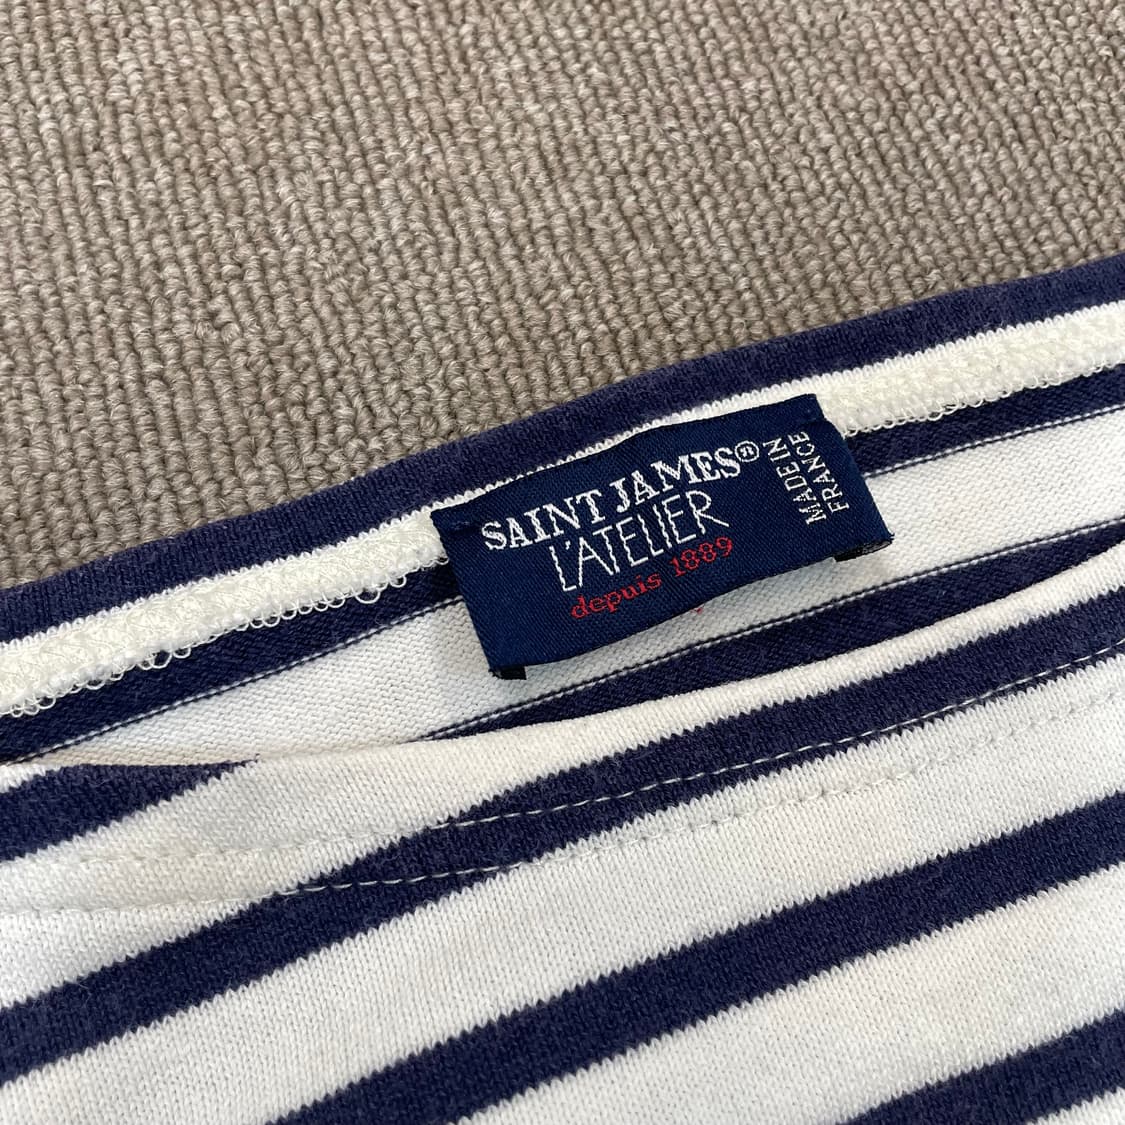 SAINT JAMES®
L'ATELIER
depuis 1889
MADE IN
FRANCE